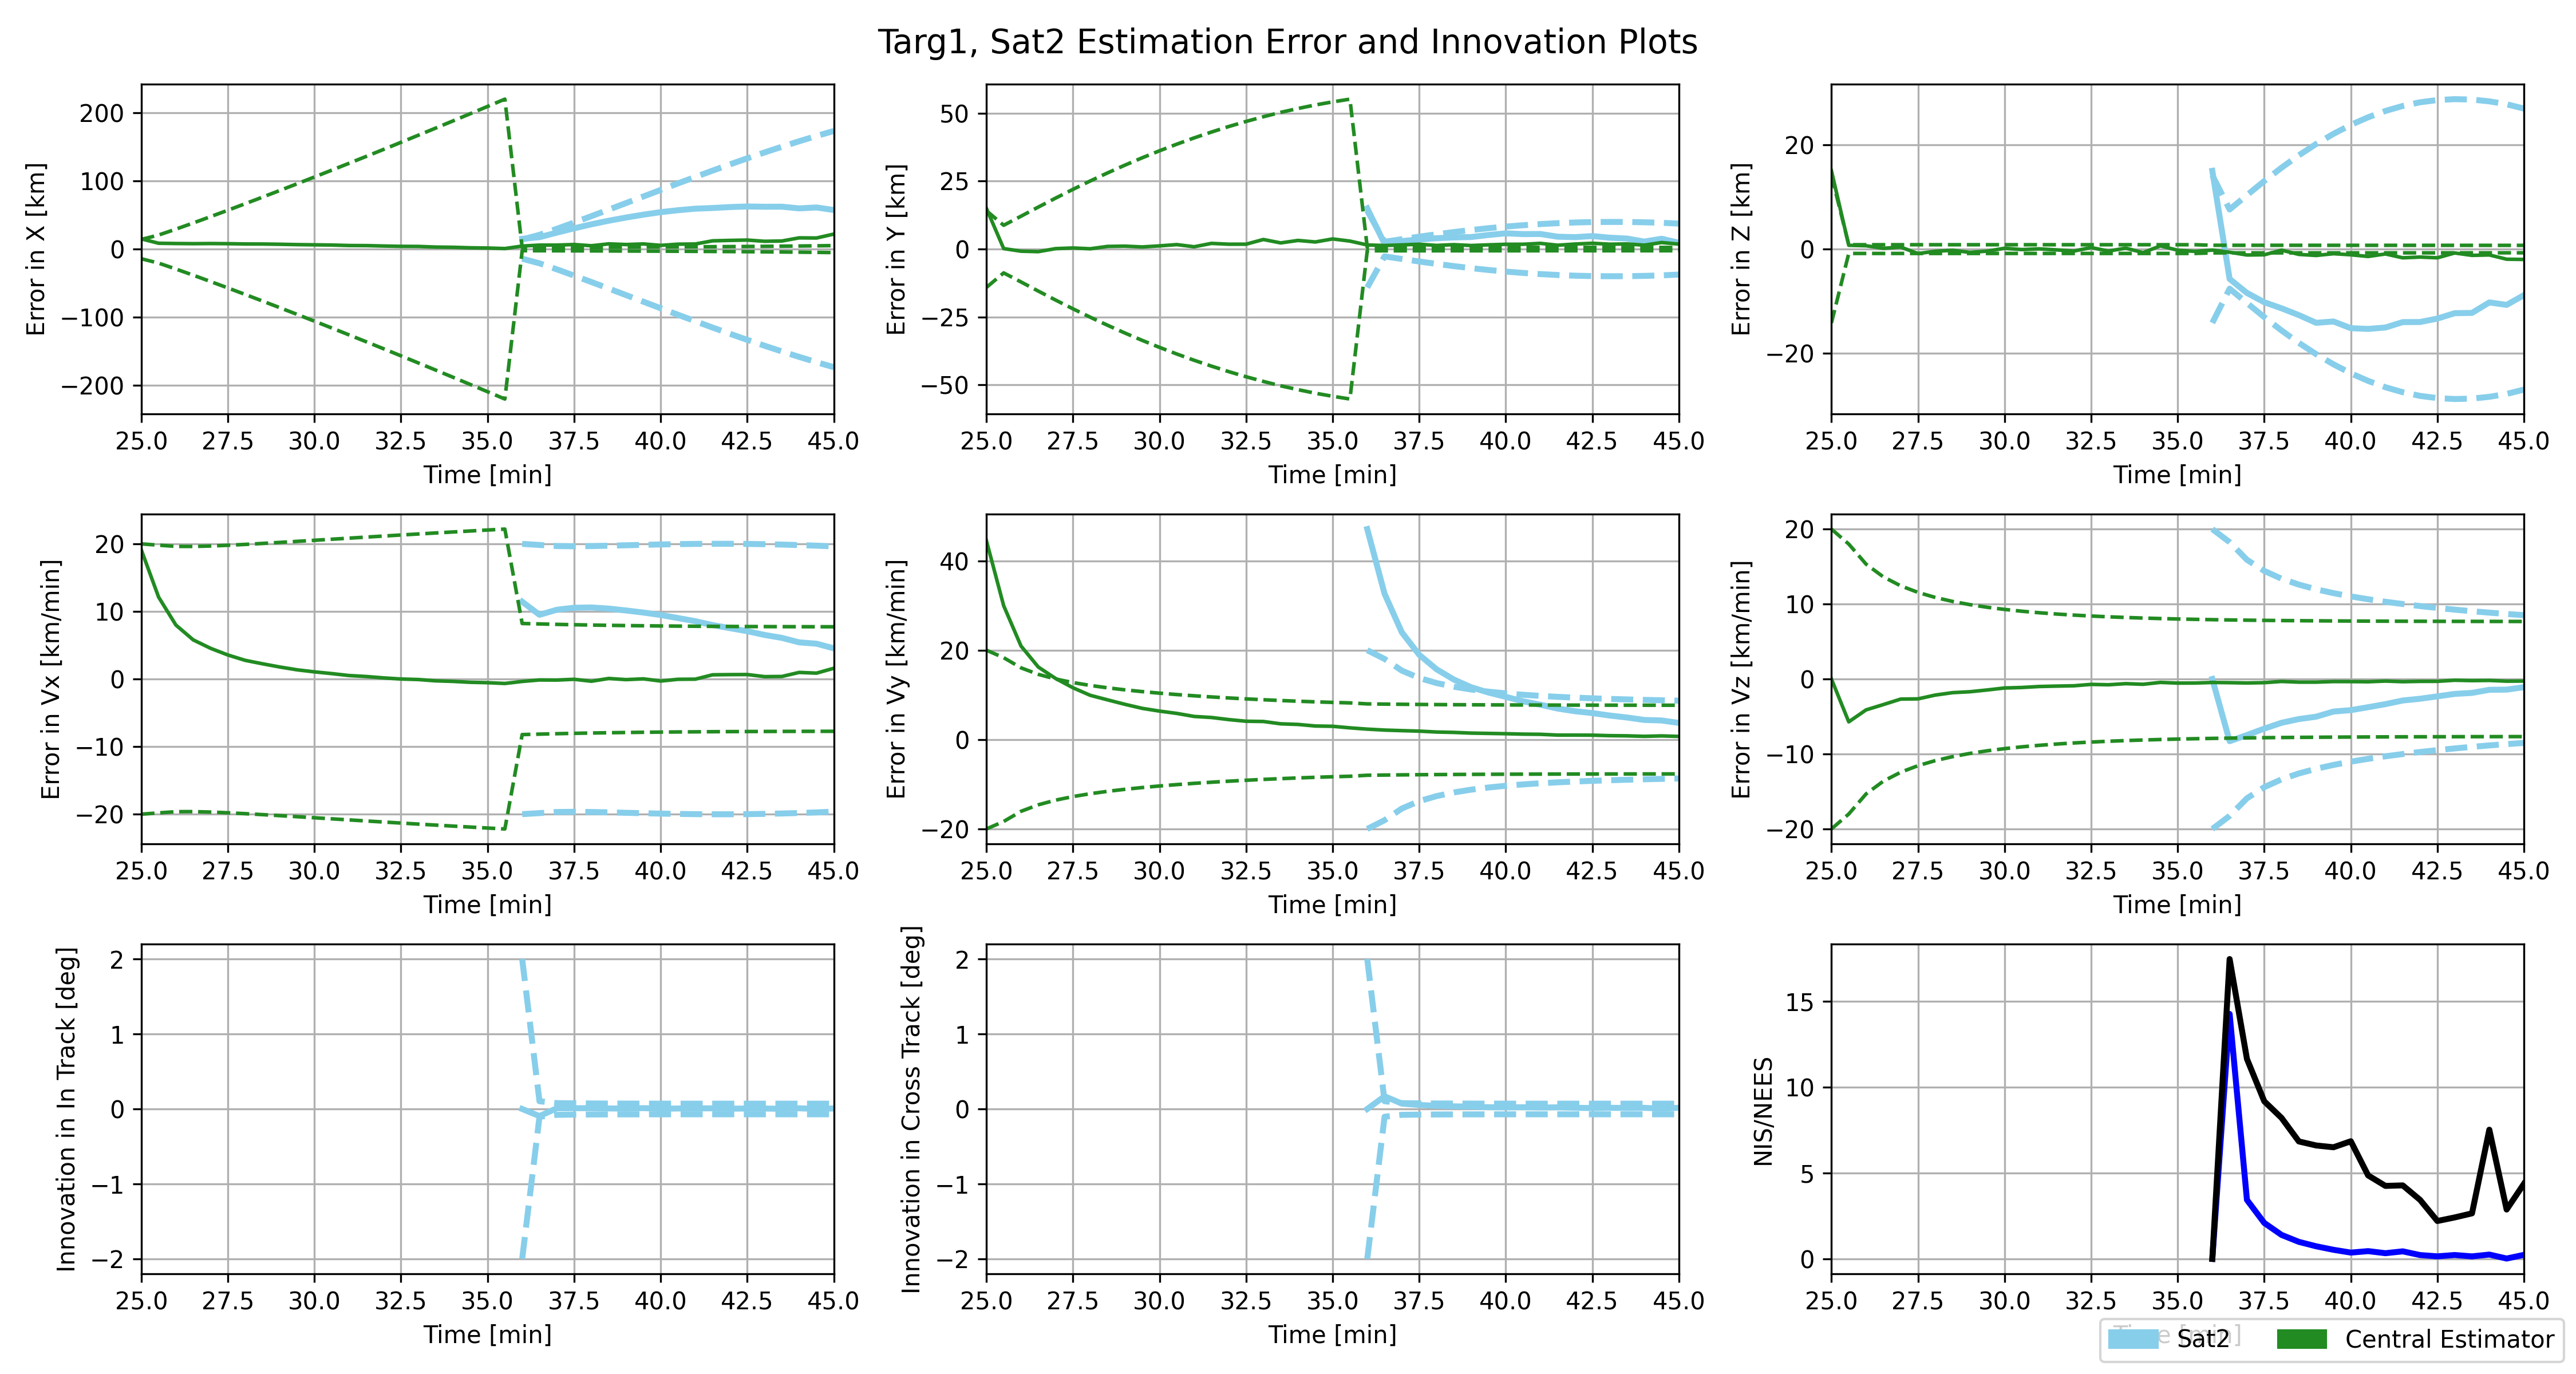 Targ1, Sat2 Estimation Error and Innovation Plots
Error in X [km]
200
100
0
−100
−200
25.0 27.5 30.0 32.5 35.0 37.5 40.0 42.5 45.0
Time [min]
Error in Y [km]
50
25
0
−25
−50
25.0 27.5 30.0 32.5 35.0 37.5 40.0 42.5 45.0
Time [min]
Error in Z [km]
20
0
−20
25.0 27.5 30.0 32.5 35.0 37.5 40.0 42.5 45.0
Time [min]
Error in Vx [km/min]
20
10
0
−10
−20
25.0 27.5 30.0 32.5 35.0 37.5 40.0 42.5 45.0
Time [min]
Error in Vy [km/min]
40
20
0
−20
25.0 27.5 30.0 32.5 35.0 37.5 40.0 42.5 45.0
Time [min]
Error in Vz [km/min]
20
10
0
−10
−20
25.0 27.5 30.0 32.5 35.0 37.5 40.0 42.5 45.0
Time [min]
Innovation in In Track [deg]
2
1
0
−1
−2
25.0 27.5 30.0 32.5 35.0 37.5 40.0 42.5 45.0
Time [min]
Innovation in Cross Track [deg]
2
1
0
−1
−2
25.0 27.5 30.0 32.5 35.0 37.5 40.0 42.5 45.0
Time [min]
NIS/NEES
15
10
5
0
25.0 27.5 30.0 32.5 35.0 37.5 40.0 42.5 45.0
Time [min]
Sat2 Central Estimator